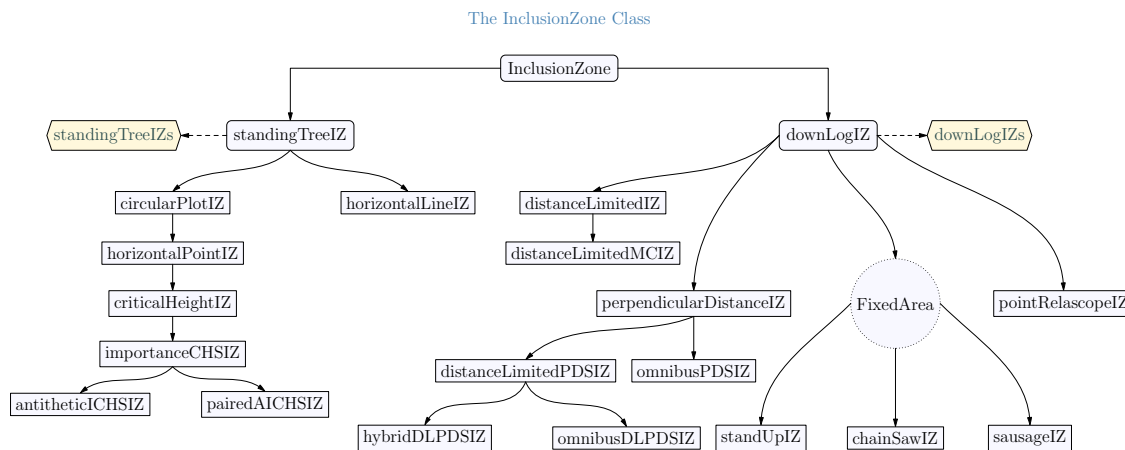 The InclusionZone Class
InclusionZone
standingTreeIZs
standingTreeIZ
downLogIZ
downLogIZs
circularPlotIZ
horizontalLineIZ
distanceLimitedIZ
horizontalPointIZ
distanceLimitedMCIZ
criticalHeightIZ
perpendicularDistanceIZ
FixedArea
pointRelascopeIZ
importanceCHSIZ
distanceLimitedPDSIZ
omnibusPDSIZ
antitheticICHSIZ
pairedAICHSIZ
hybridDLPDSIZ
omnibusDLPDSIZ
standUpIZ
chainSawIZ
sausageIZ